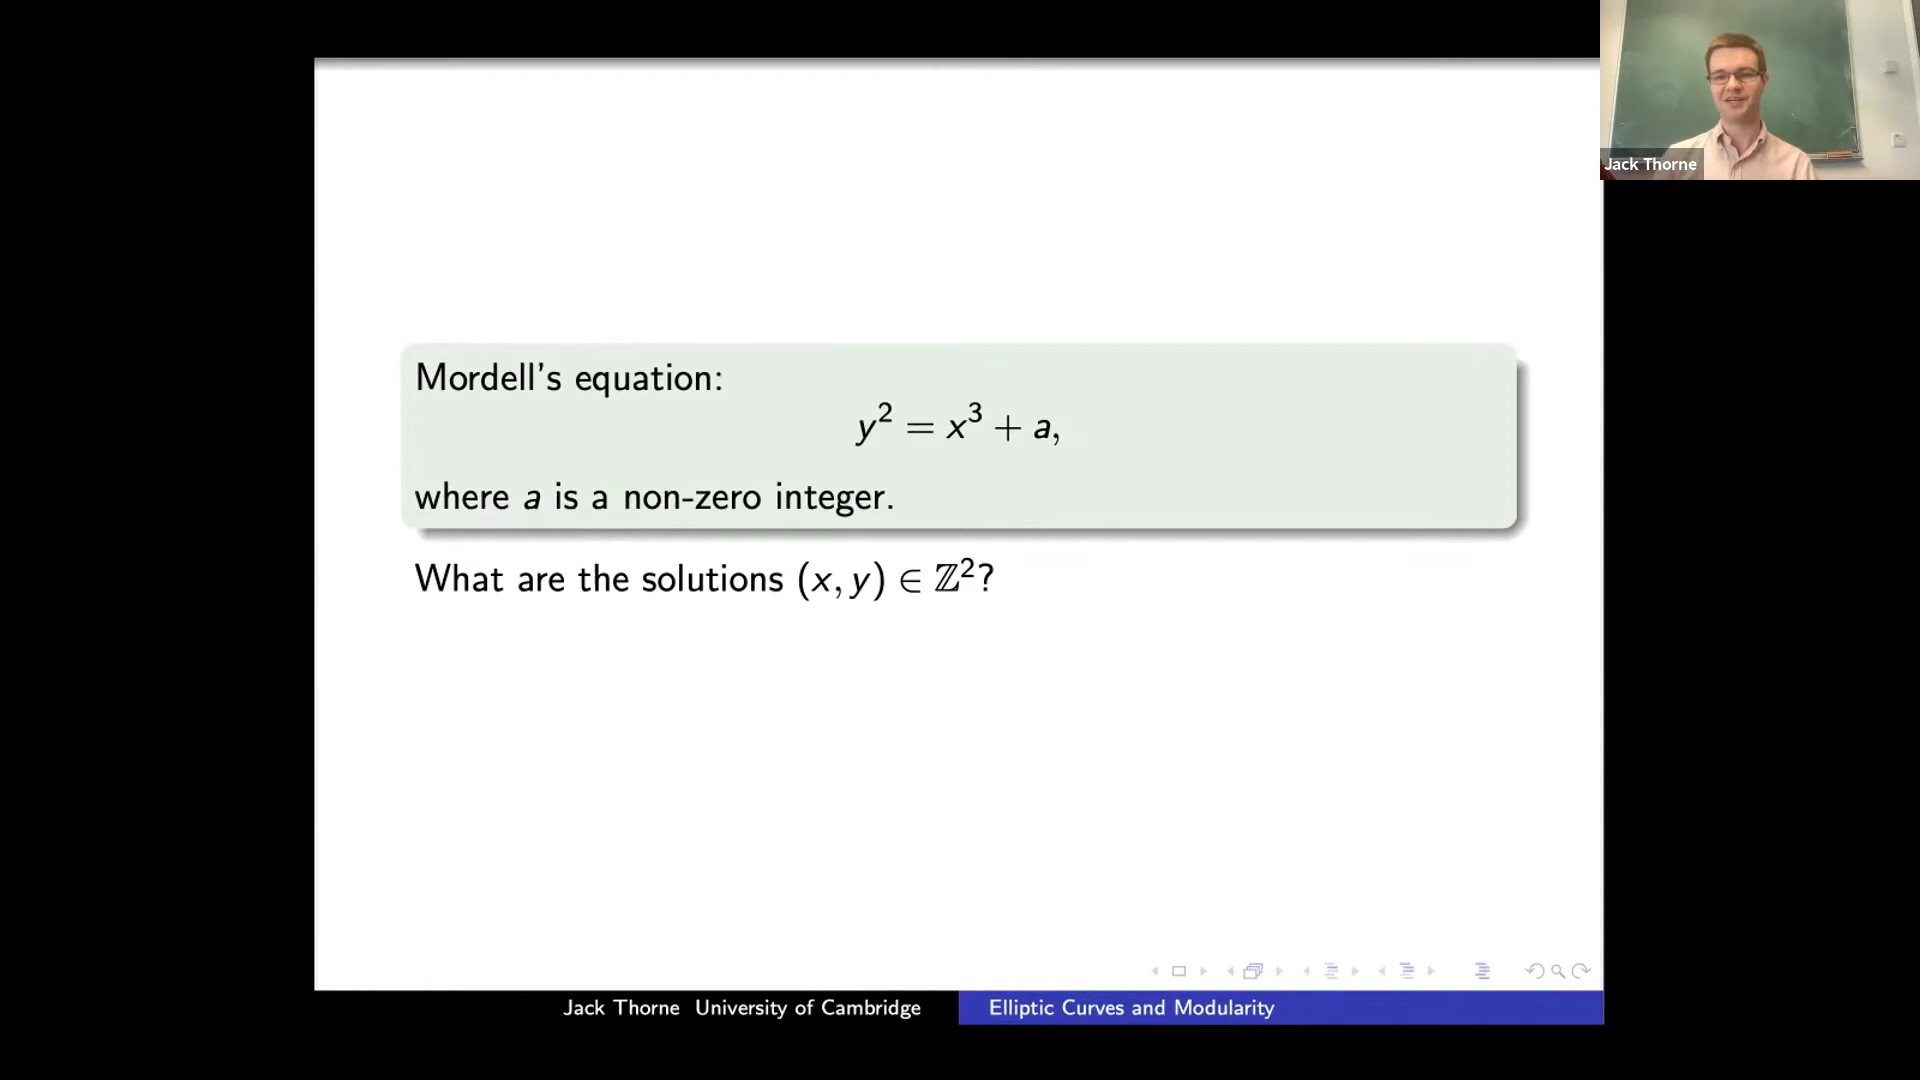 Jack Thorne
Mordell's equation:
y² = x³ + a,
where a is a non-zero integer.
What are the solutions (x, y) ∈ ℤ²?
Jack Thorne University of Cambridge
Elliptic Curves and Modularity